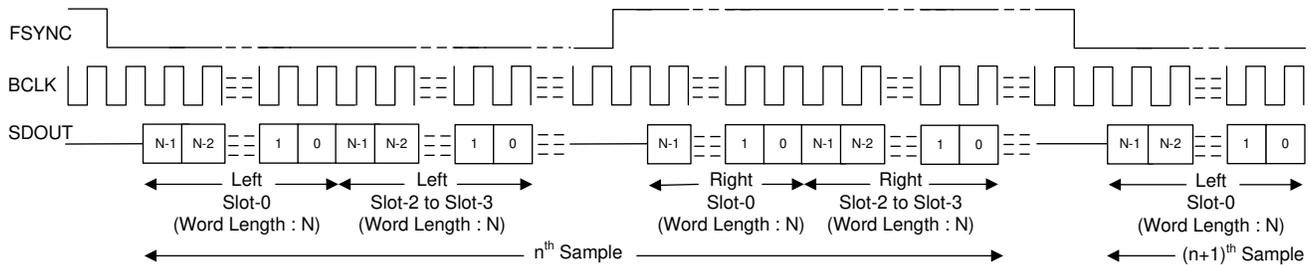 FSYNC
BCLK
SDOUT
N-1 N-2 1 0 N-1 N-2 1 0 N-1 1 0 N-1 N-2 1 0 N-1 N-2 1 0
Left Left Right Right Left
Slot-0 Slot-2 to Slot-3 Slot-0 Slot-2 to Slot-3 Slot-0
(Word Length : N) (Word Length : N) (Word Length : N) (Word Length : N) (Word Length : N)
nth Sample (n+1)th Sample